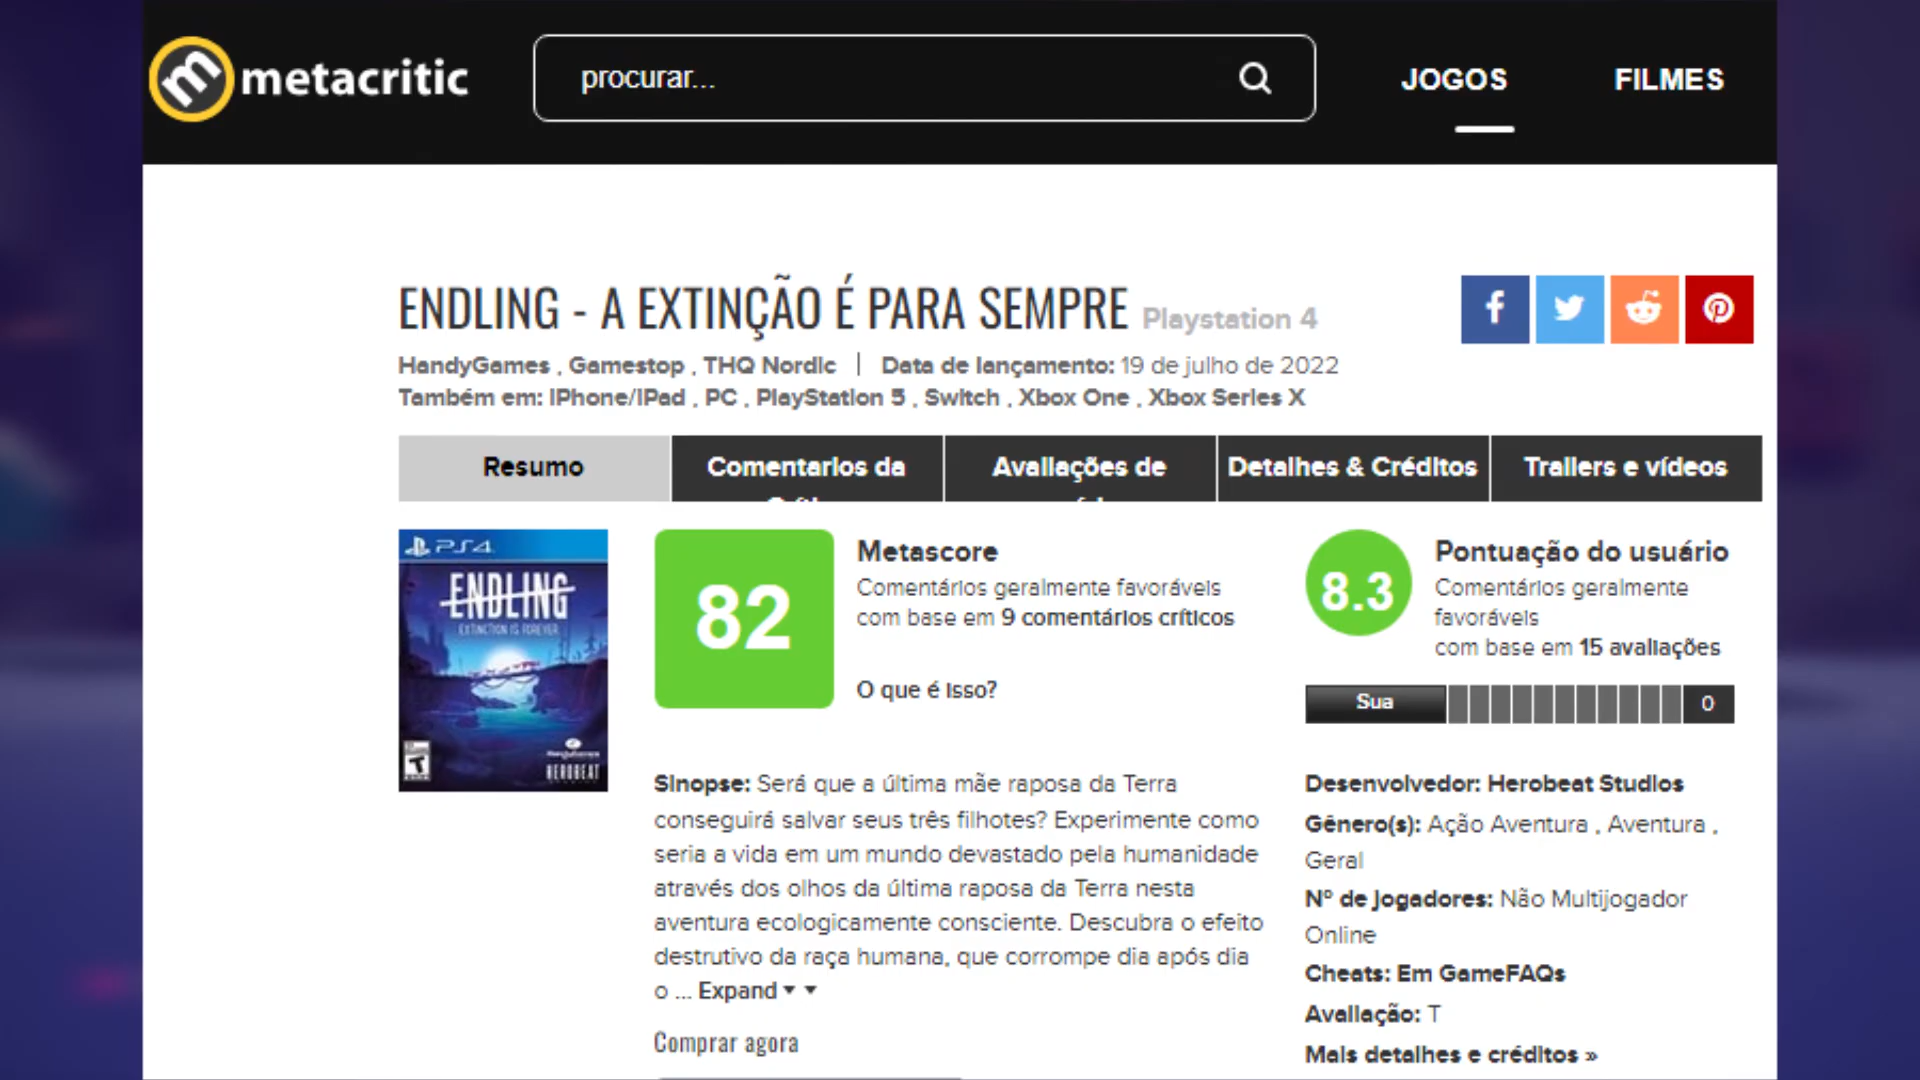 metacritic
procurar...
JOGOS
FILMES
ENDLING - A EXTINÇÃO É PARA SEMPRE Playstation 4
HandyGames , Gamestop , THQ Nordic | Data de lançamento: 19 de julho de 2022
Também em: iPhone/iPad , PC , PlayStation 5 , Switch , Xbox One , Xbox Series X
Resumo
Comentarios da
Avaliações de
Detalhes & Créditos
Trailers e vídeos
PS4
ENDLING
EXTINCTION IS FOREVER
T
HandyGames
HEROBEAT
82
Metascore
Comentários geralmente favoráveis
com base em 9 comentários críticos
O que é isso?
8.3
Pontuação do usuário
Comentários geralmente
favoráveis
com base em 15 avaliações
Sua
0
Sinopse: Será que a última mãe raposa da Terra
conseguirá salvar seus três filhotes? Experimente como
seria a vida em um mundo devastado pela humanidade
através dos olhos da última raposa da Terra nesta
aventura ecologicamente consciente. Descubra o efeito
destrutivo da raça humana, que corrompe dia após dia
o ... Expand
Comprar agora
Desenvolvedor: Herobeat Studios
Gênero(s): Ação Aventura , Aventura ,
Geral
Nº de jogadores: Não Multijogador
Online
Cheats: Em GameFAQs
Avaliação: T
Mais detalhes e créditos »